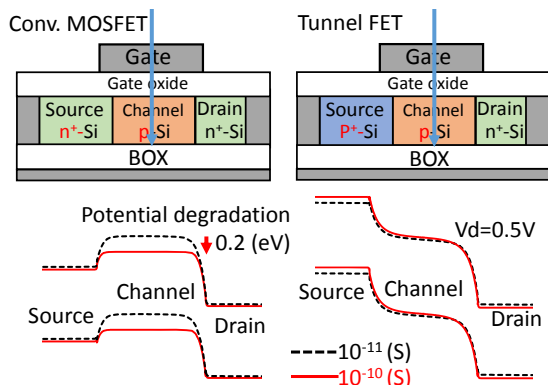 Conv. MOSFET
Gate
Gate oxide
Source
n⁺-Si
Channel
p-Si
Drain
n⁺-Si
BOX
Tunnel FET
Gate
Gate oxide
Source
P⁺-Si
Channel
p-Si
Drain
n⁺-Si
BOX
Potential degradation
0.2 (eV)
Channel
Source
Drain
Vd=0.5V
Source
Channel
Drain
10⁻¹¹ (S)
10⁻¹⁰ (S)